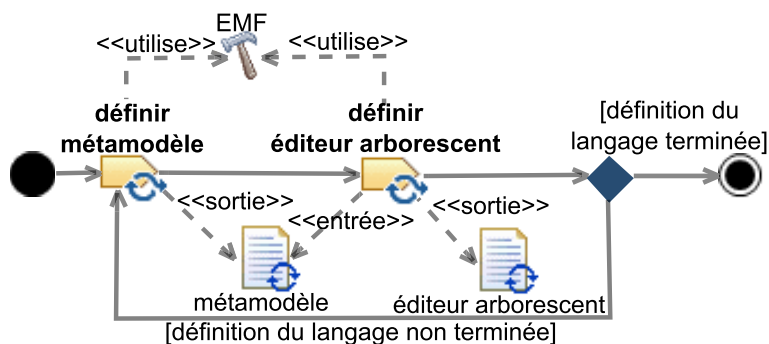 EMF
<<utilise>>
<<utilise>>
définir
métamodèle
définir
éditeur arborescent
[définition du
langage terminée]
<<sortie>>
<<entrée>>
<<sortie>>
métamodèle
éditeur arborescent
[définition du langage non terminée]